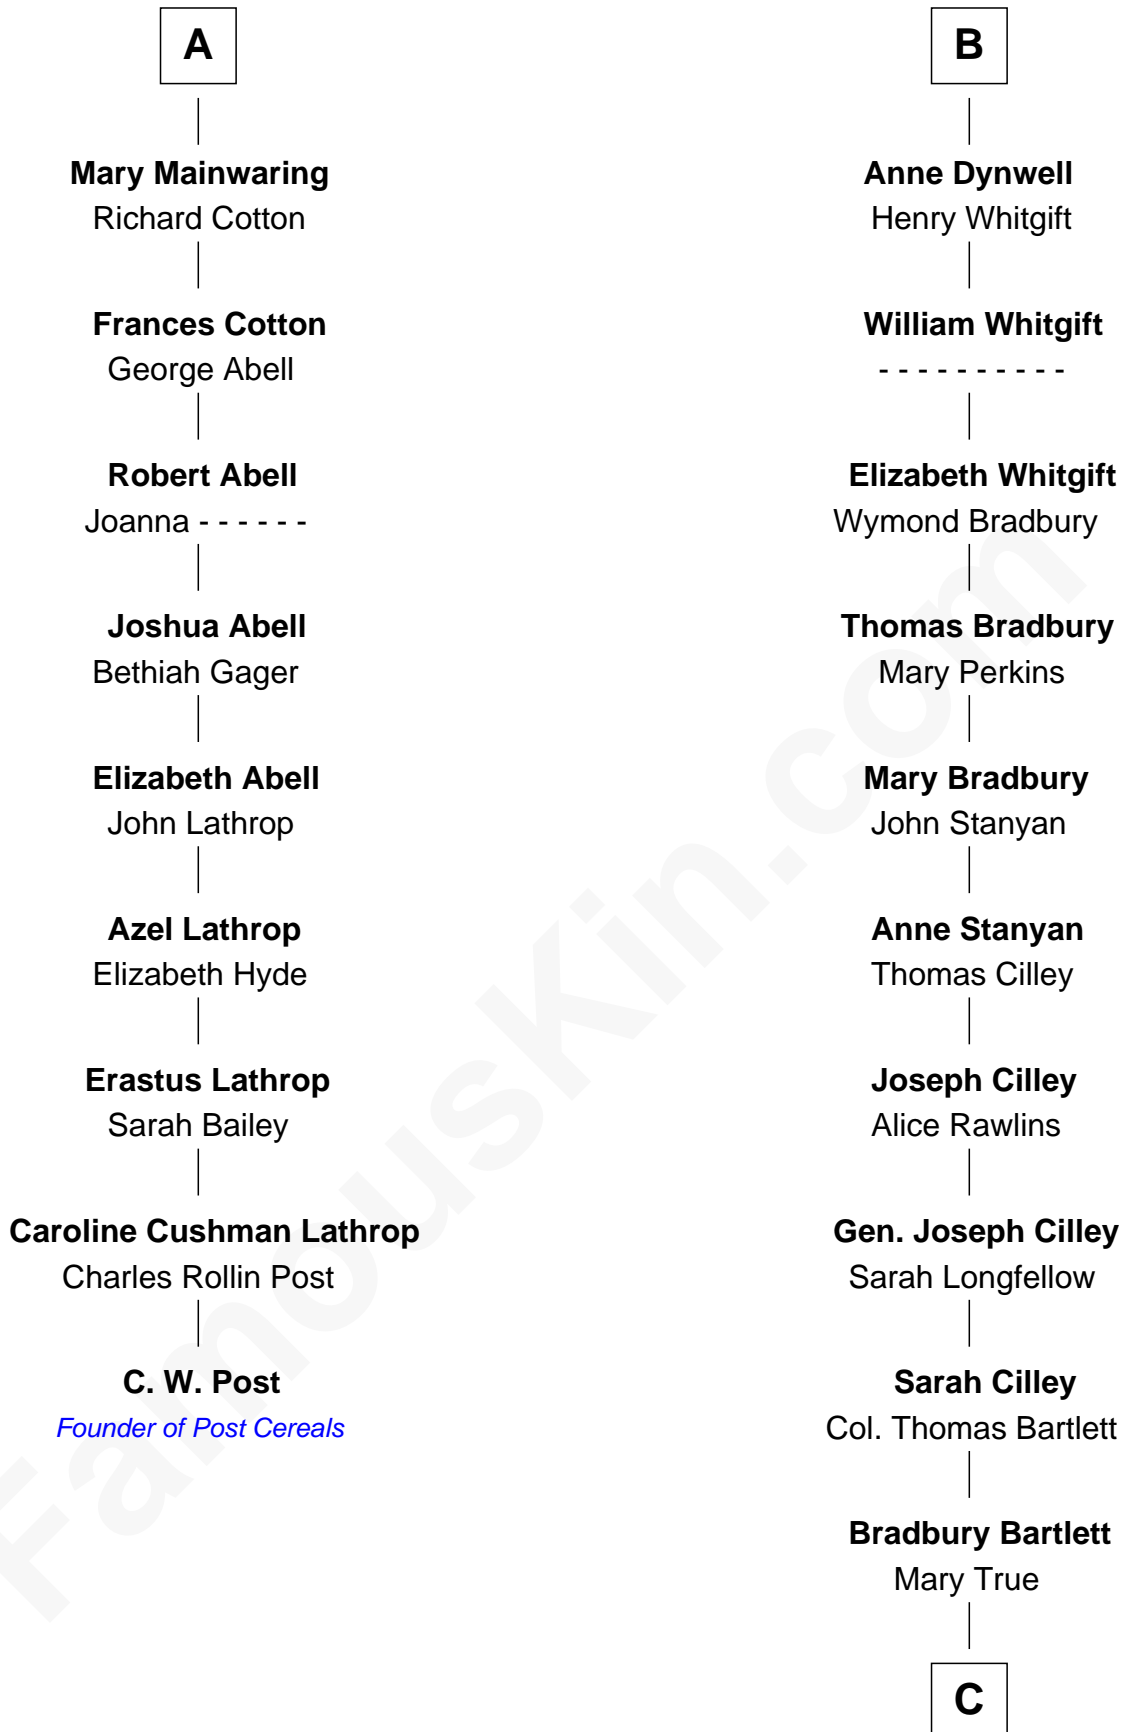 A
Mary Mainwaring
Richard Cotton
Frances Cotton
George Abell
Robert Abell
Joanna - - - - - -
Joshua Abell
Bethiah Gager
Elizabeth Abell
John Lathrop
Azel Lathrop
Elizabeth Hyde
Erastus Lathrop
Sarah Bailey
Caroline Cushman Lathrop
Charles Rollin Post
C. W. Post
Founder of Post Cereals
B
Anne Dynwell
Henry Whitgift
William Whitgift
- - - - - - - - - -
Elizabeth Whitgift
Wymond Bradbury
Thomas Bradbury
Mary Perkins
Mary Bradbury
John Stanyan
Anne Stanyan
Thomas Cilley
Joseph Cilley
Alice Rawlins
Gen. Joseph Cilley
Sarah Longfellow
Sarah Cilley
Col. Thomas Bartlett
Bradbury Bartlett
Mary True
C
FamousKin.com